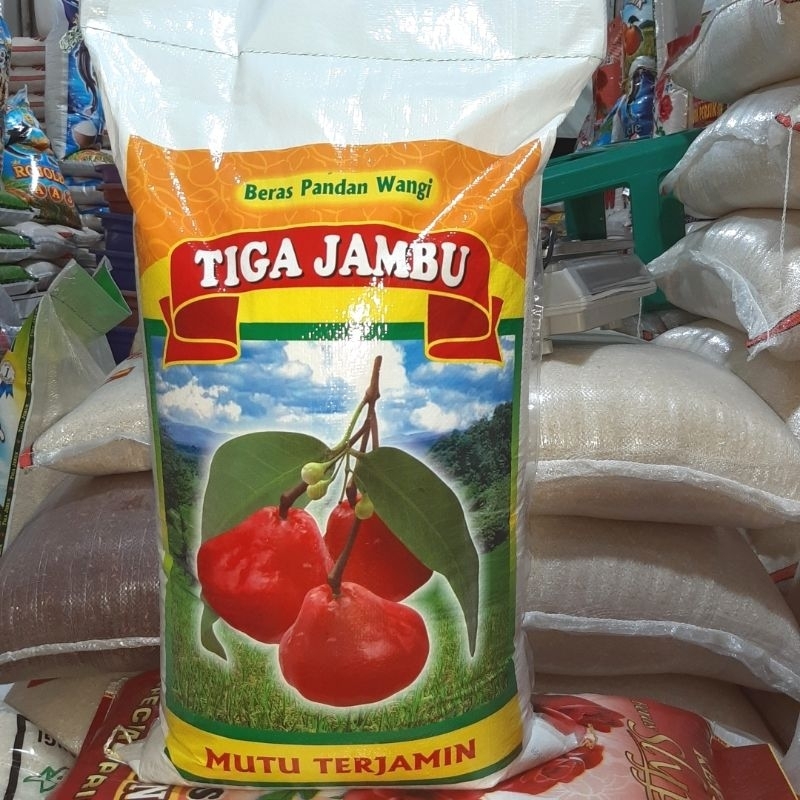 Beras Pandan Wangi
TIGA JAMBU
MUTU TERJAMIN